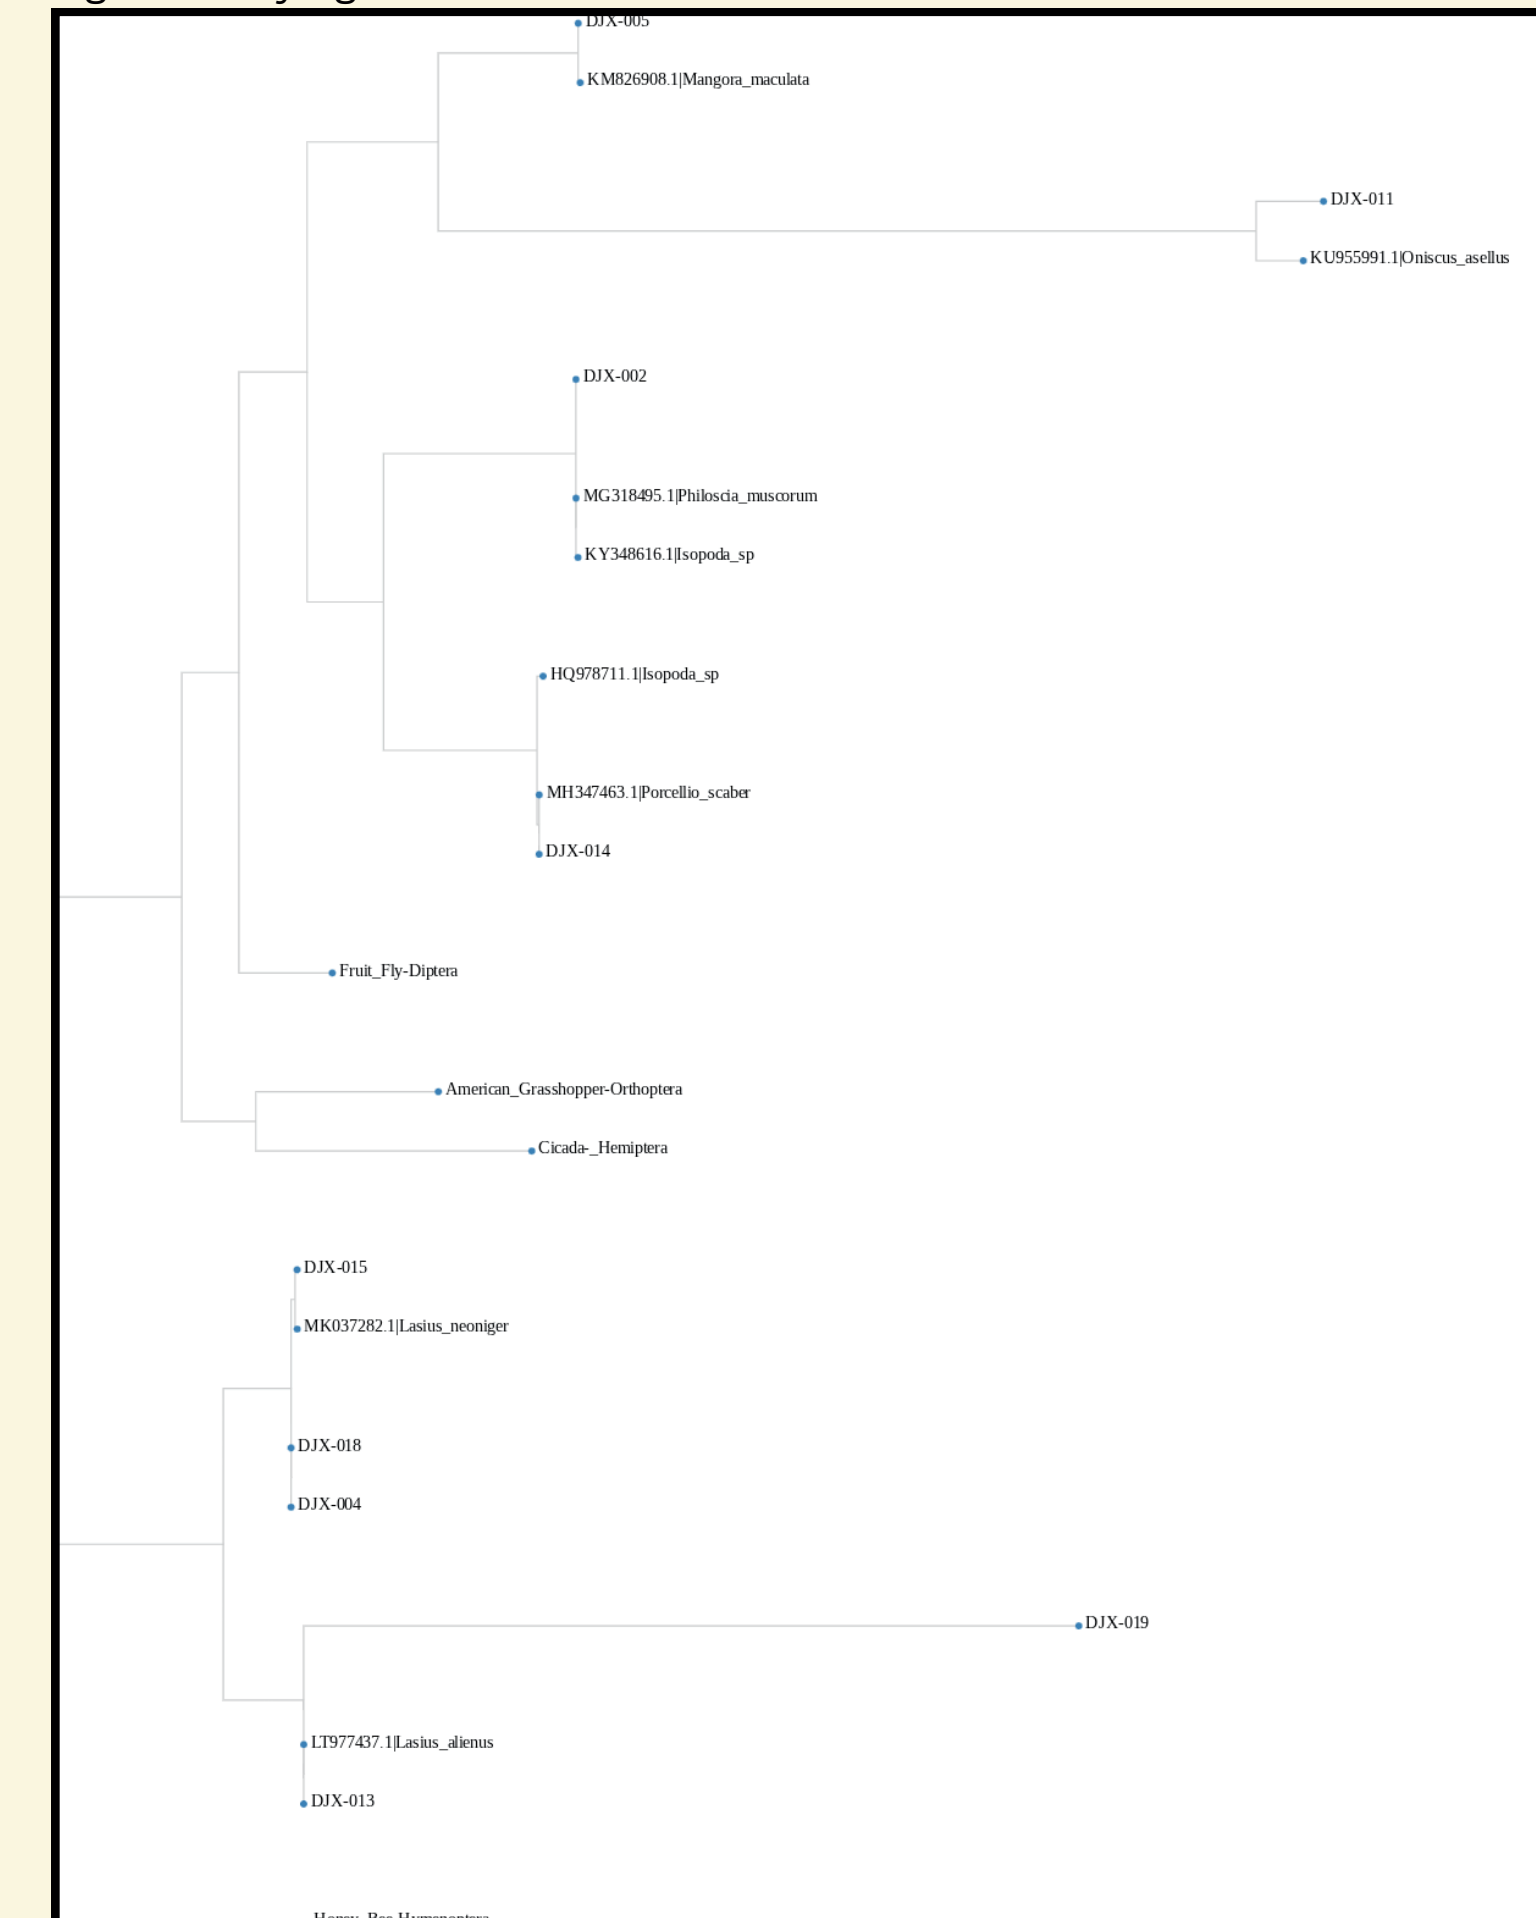 DJX-005
KM826908.1|Mangora_maculata
DJX-011
KU955991.1|Oniscus_asellus
DJX-002
MG318495.1|Philoscia_muscorum
KY348616.1|Isopoda_sp
HQ978711.1|Isopoda_sp
MH347463.1|Porcellio_scaber
DJX-014
Fruit_Fly-Diptera
American_Grasshopper-Orthoptera
Cicada-_Hemiptera
DJX-015
MK037282.1|Lasius_neoniger
DJX-018
DJX-004
DJX-019
LT977437.1|Lasius_alienus
DJX-013
Honey_Bee-Hymenoptera